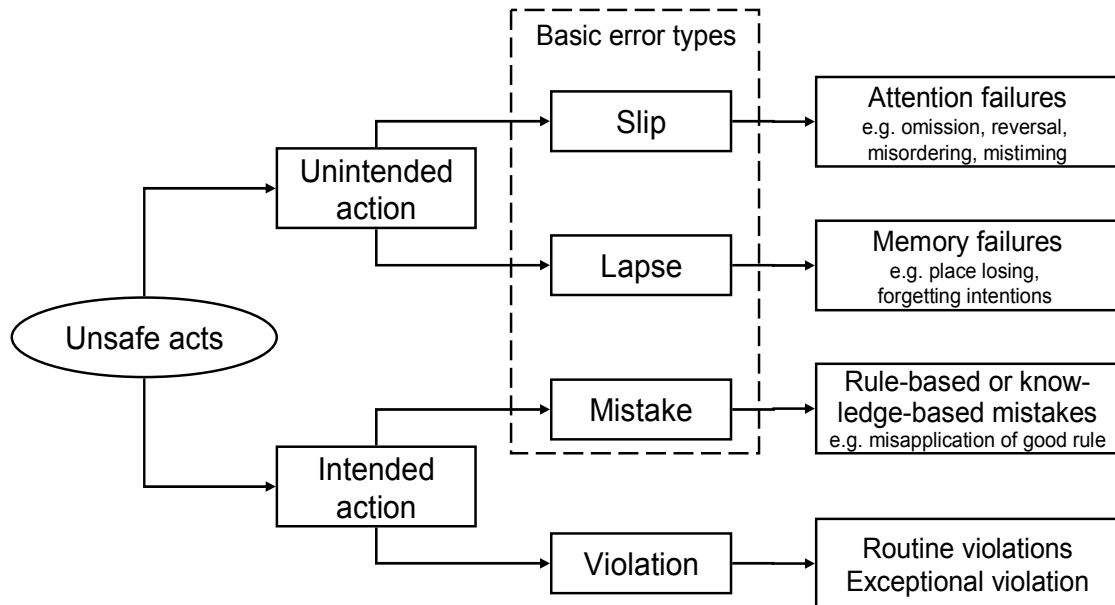 Basic error types
Slip
Attention failures
e.g. omission, reversal,
misordering, mistiming
Unintended
action
Lapse
Memory failures
e.g. place losing,
forgetting intentions
Unsafe acts
Mistake
Rule-based or know-
ledge-based mistakes
e.g. misapplication of good rule
Intended
action
Violation
Routine violations
Exceptional violation